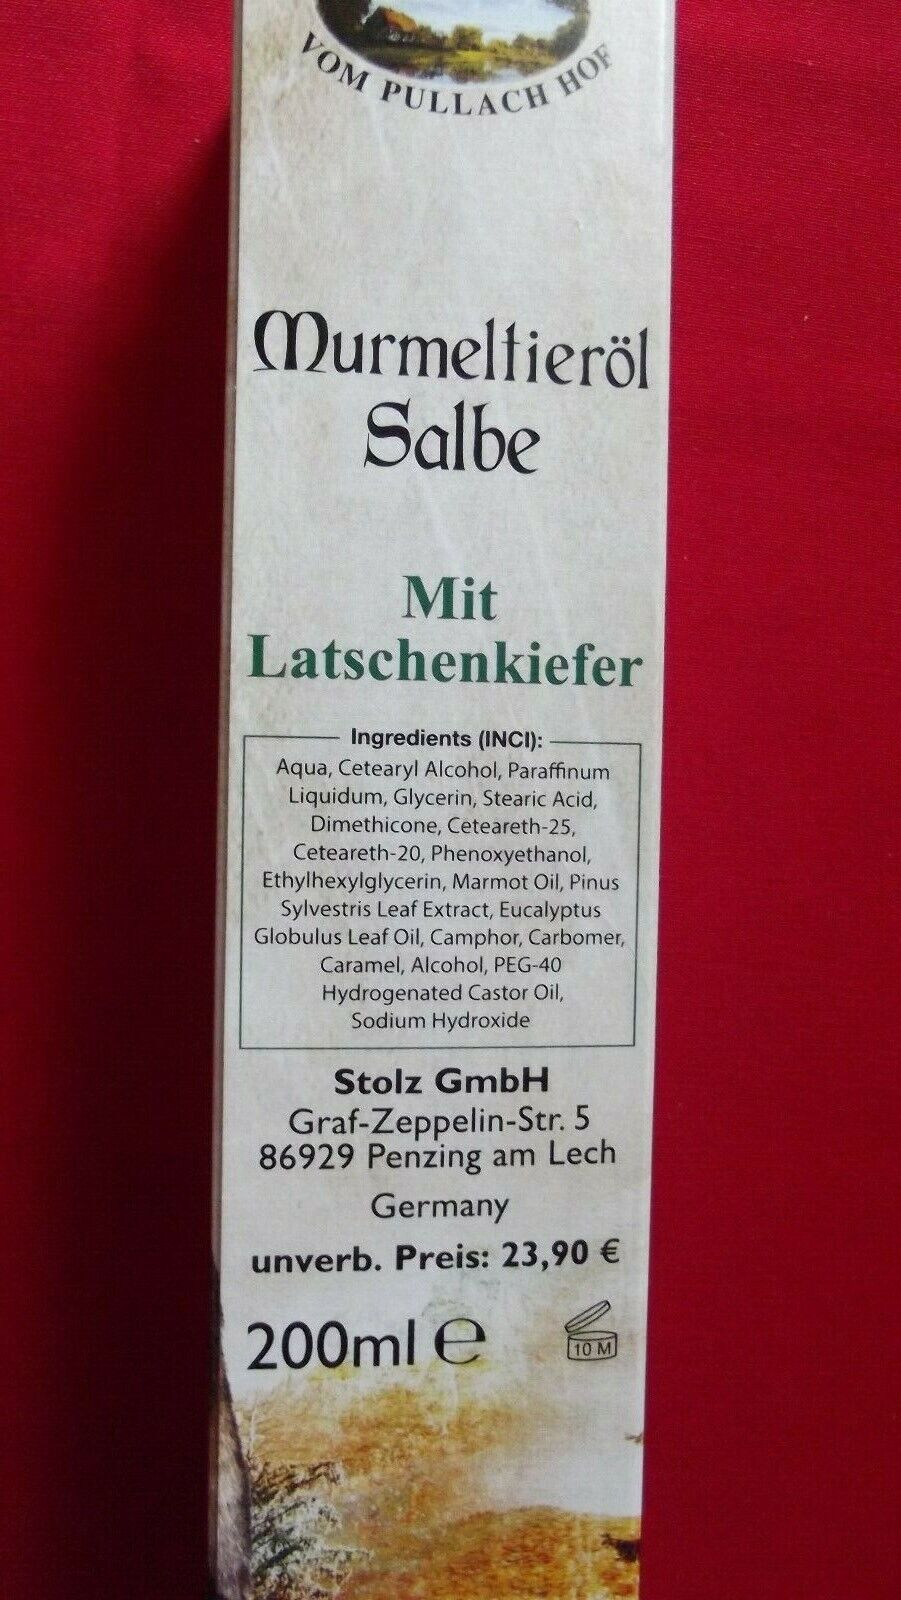 VOM PULLACH HOF
Murmeltieröl
Salbe
Mit
Latschenkiefer
Ingredients (INCI):
Aqua, Cetearyl Alcohol, Paraffinum
Liquidum, Glycerin, Stearic Acid,
Dimethicone, Ceteareth-25,
Ceteareth-20, Phenoxyethanol,
Ethylhexylglycerin, Marmot Oil, Pinus
Sylvestris Leaf Extract, Eucalyptus
Globulus Leaf Oil, Camphor, Carbomer,
Caramel, Alcohol, PEG-40
Hydrogenated Castor Oil,
Sodium Hydroxide
Stolz GmbH
Graf-Zeppelin-Str. 5
86929 Penzing am Lech
Germany
unverb. Preis: 23,90 €
200ml ℮
10 M